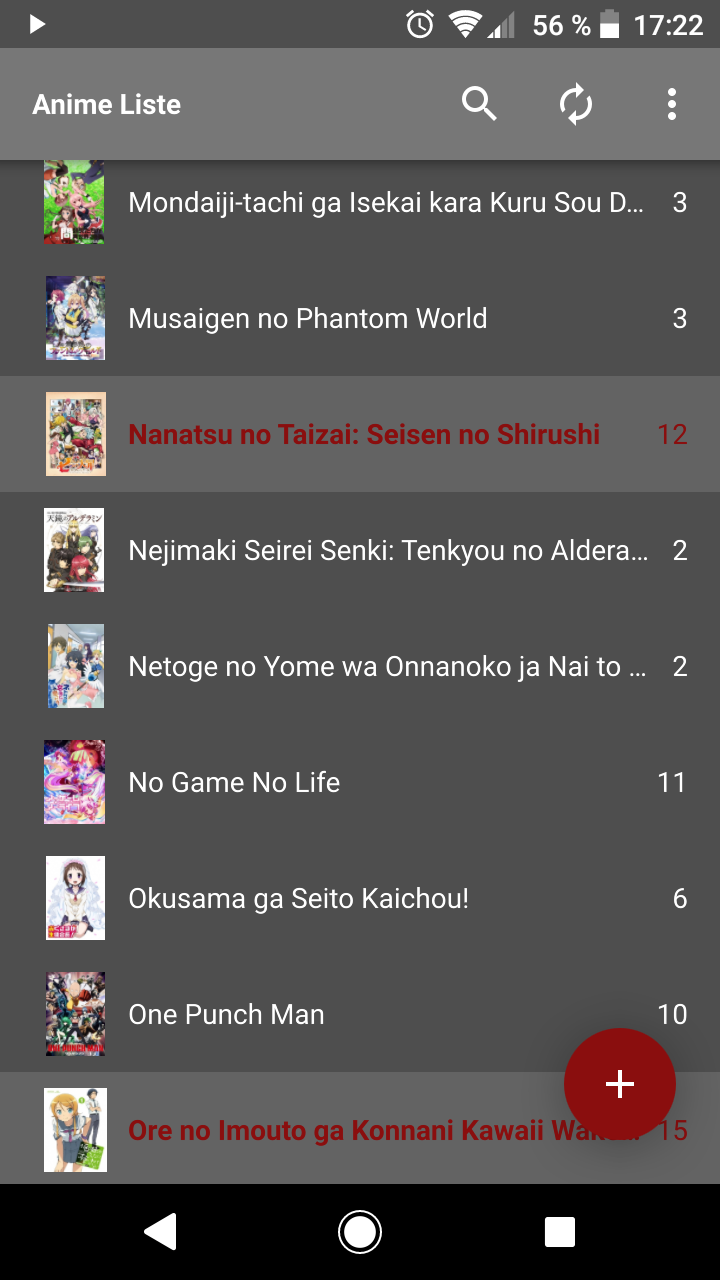 56 % 17:22
Anime Liste
Mondaiji-tachi ga Isekai kara Kuru Sou D... 3
Musaigen no Phantom World 3
Nanatsu no Taizai: Seisen no Shirushi 12
Nejimaki Seirei Senki: Tenkyou no Aldera... 2
Netoge no Yome wa Onnanoko ja Nai to ... 2
No Game No Life 11
Okusama ga Seito Kaichou! 6
One Punch Man 10
Ore no Imouto ga Konnani Kawaii 15